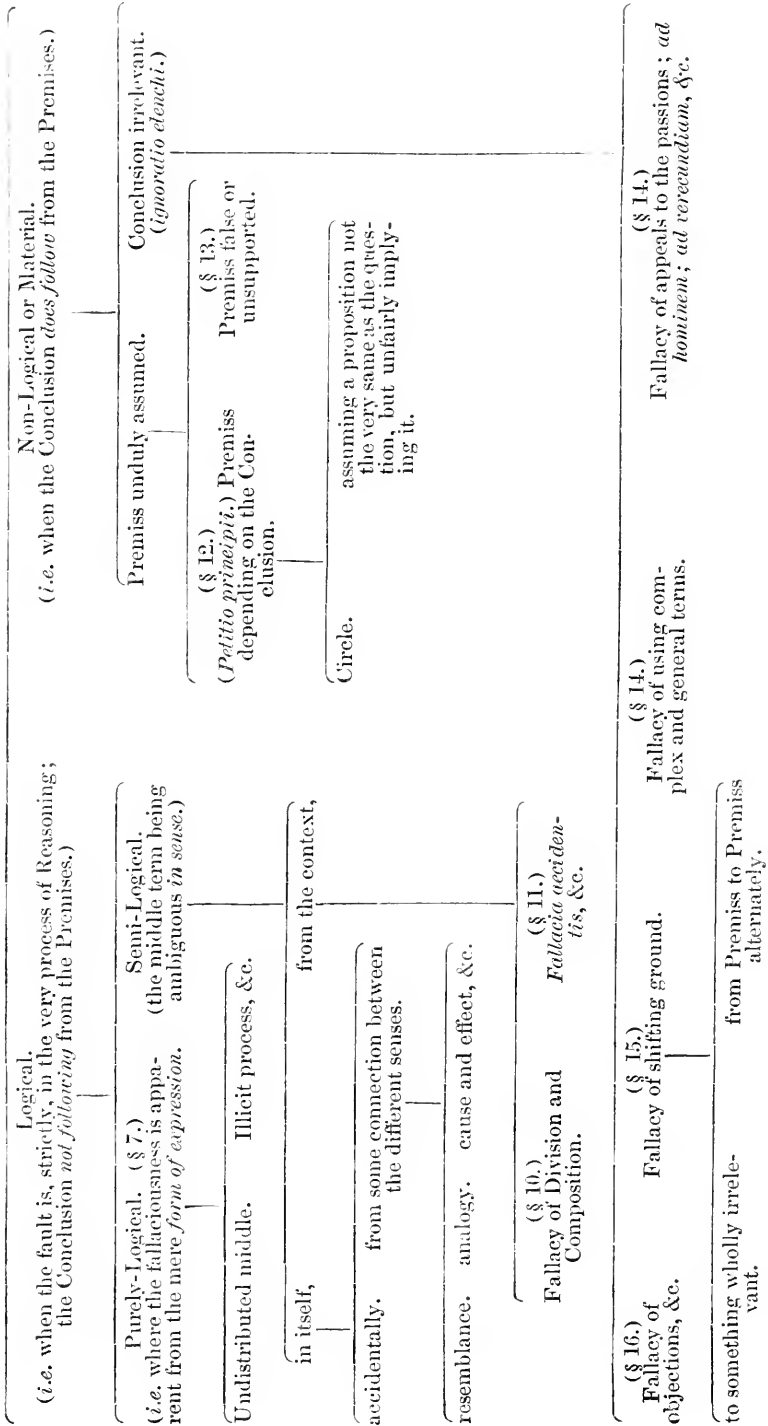 Logical.
(i.e. when the fault is, strictly, in the very process of Reasoning;
the Conclusion not following from the Premises.)
Non-Logical or Material.
(i.e. when the Conclusion does follow from the Premises.)
Purely-Logical. (§ 7.)
(i.e. where the fallaciousness is appa-
rent from the mere form of expression.
Semi-Logical.
(the middle term being
ambiguous in sense.)
Premiss unduly assumed.
Conclusion irrelevant.
(ignoratio elenchi.)
Undistributed middle. Illicit process, &c.
(§ 12.)
(Petitio principii.) Premiss
depending on the Con-
clusion.
(§ 13.)
Premiss false or
unsupported.
in itself,
from the context,
Circle.
assuming a proposition not
the very same as the ques-
tion, but unfairly imply-
ing it.
accidentally.
from some connection between
the different senses.
resemblance. analogy. cause and effect, &c.
(§ 10.)
Fallacy of Division and
Composition.
(§ 11.)
Fallacia acciden-
tis, &c.
(§ 16.)
Fallacy of
objections, &c.
(§ 15.)
Fallacy of shifting ground.
(§ 14.)
Fallacy of using com-
plex and general terms.
(§ 14.)
Fallacy of appeals to the passions; ad
hominem; ad verecundiam, &c.
to something wholly irrele-
vant.
from Premiss to Premiss
alternately.